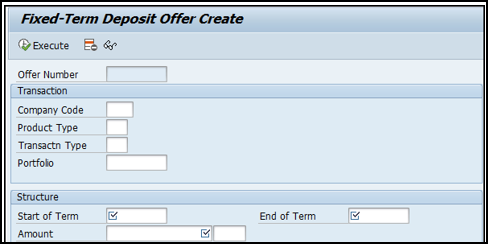 Fixed-Term Deposit Offer Create
Execute
Offer Number
Transaction
Company Code
Product Type
Transactn Type
Portfolio
Structure
Start of Term End of Term
Amount